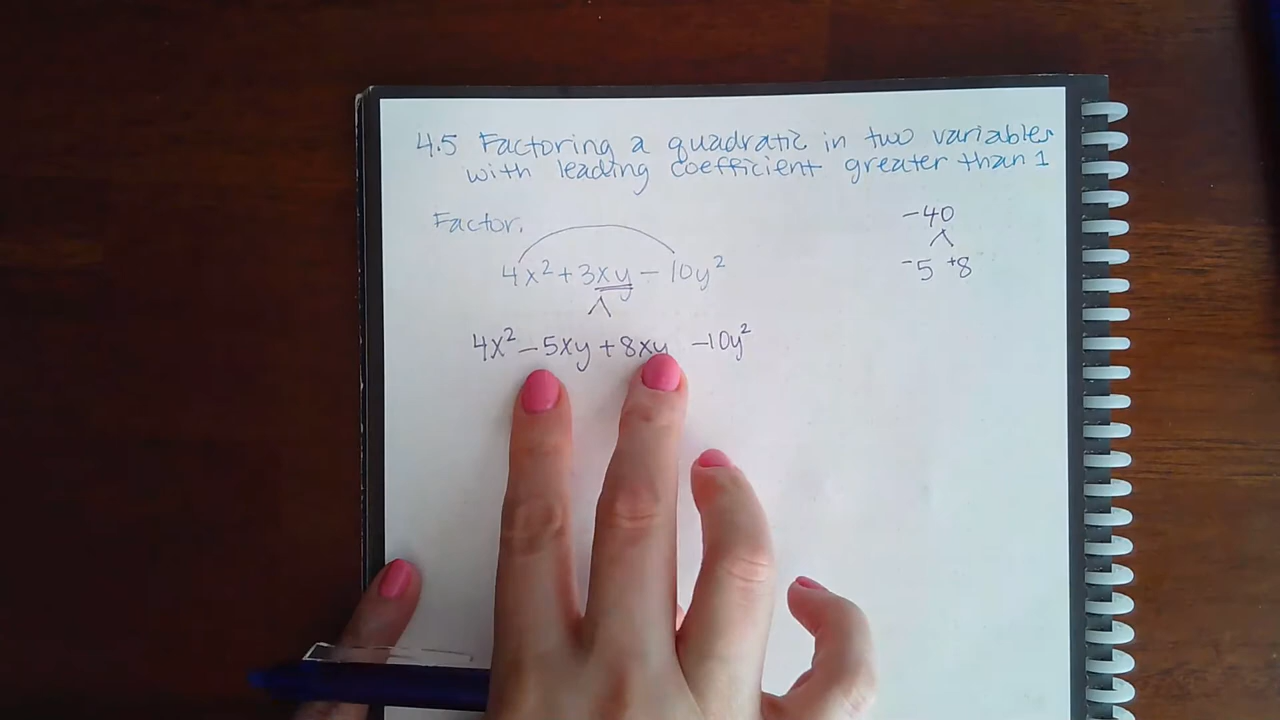 4.5 Factoring a quadratic in two variables
with leading coefficient greater than 1
Factor.
4x² + 3xy − 10y²
4x² − 5xy + 8xy − 10y²
−40
−5 +8